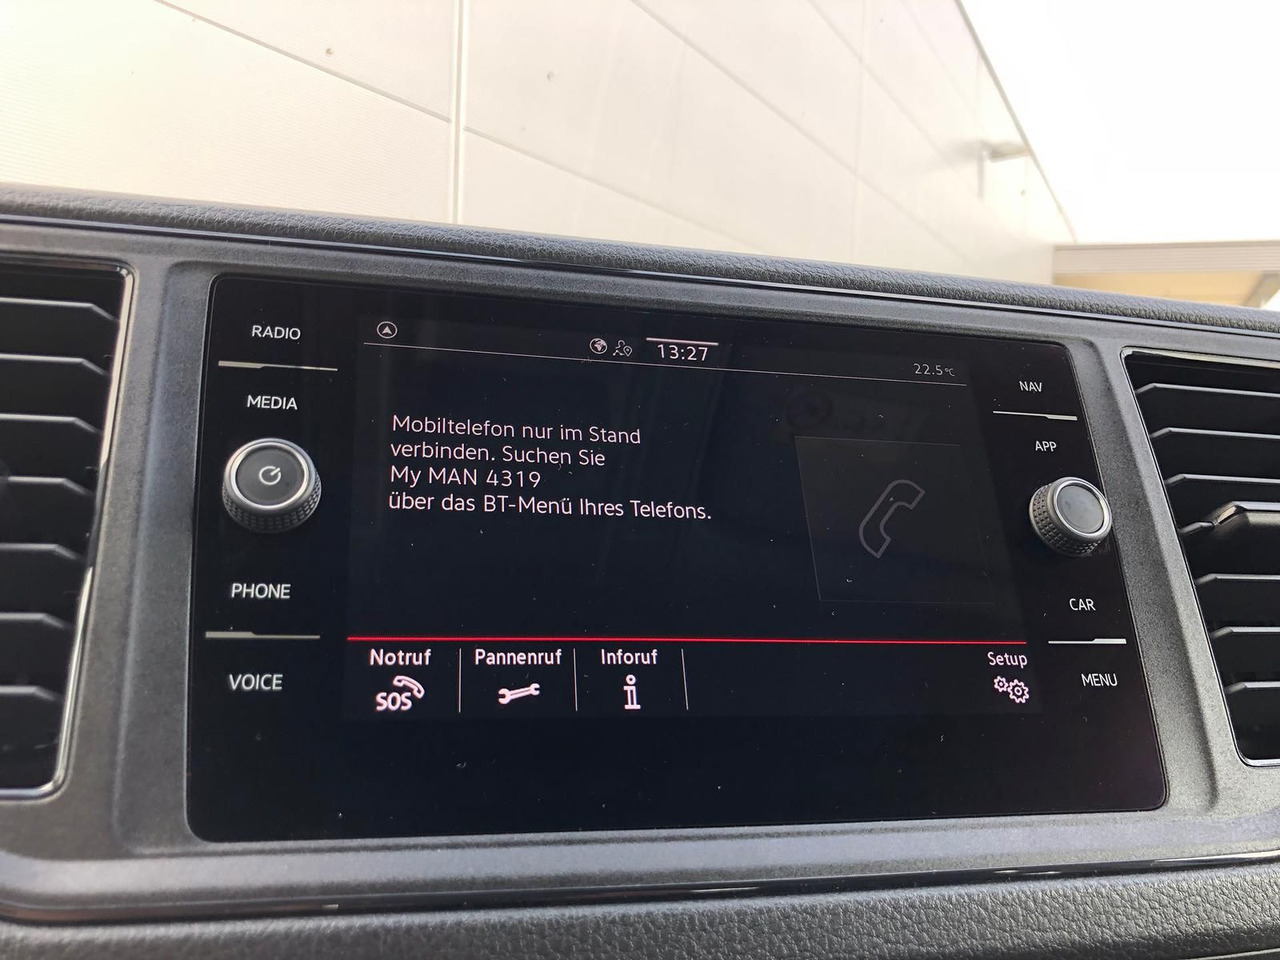 RADIO
MEDIA
PHONE
VOICE
13:27
22.5°C
Mobiltelefon nur im Stand
verbinden. Suchen Sie
My MAN 4319
über das BT-Menü Ihres Telefons.
Notruf
SOS
Pannenruf
Inforuf
Setup
NAV
APP
CAR
MENU